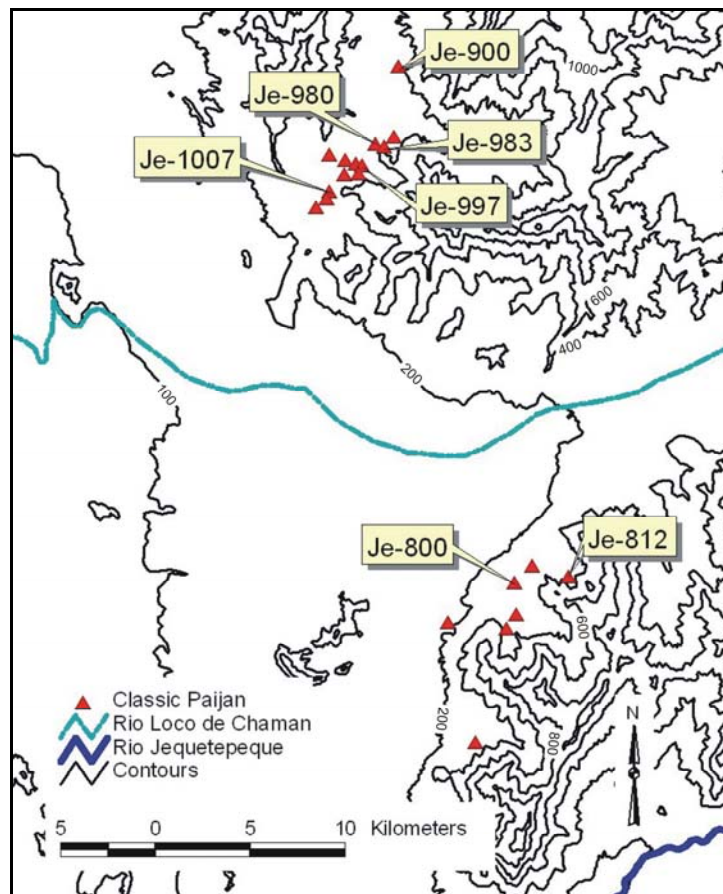 Je-900
1000
Je-980
Je-983
Je-1007
Je-997
600
400
200
100
Je-800
Je-812
600
200
800
Classic Paijan
Rio Loco de Chaman
Rio Jequetepeque
Contours
N
5 0 5 10 Kilometers